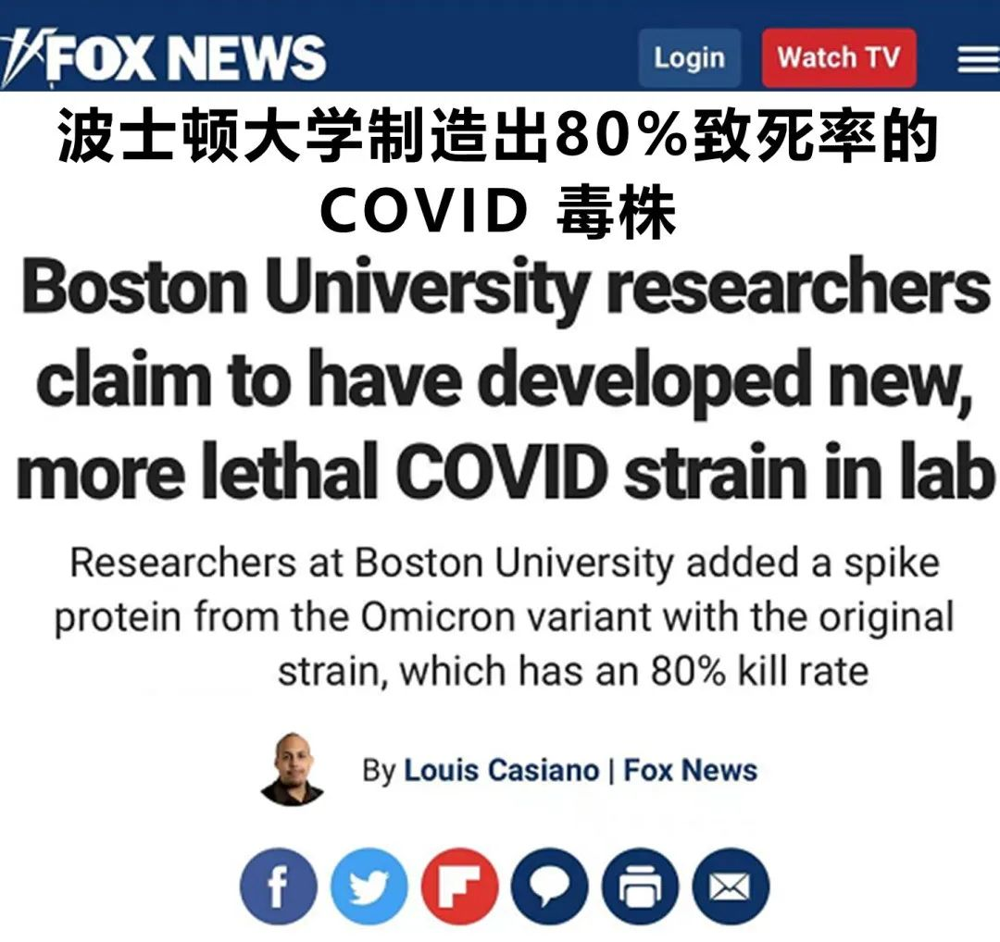 FOX NEWS
Login
Watch TV
波士顿大学制造出80%致死率的
COVID 毒株
Boston University researchers
claim to have developed new,
more lethal COVID strain in lab
Researchers at Boston University added a spike
protein from the Omicron variant with the original
strain, which has an 80% kill rate
By Louis Casiano | Fox News